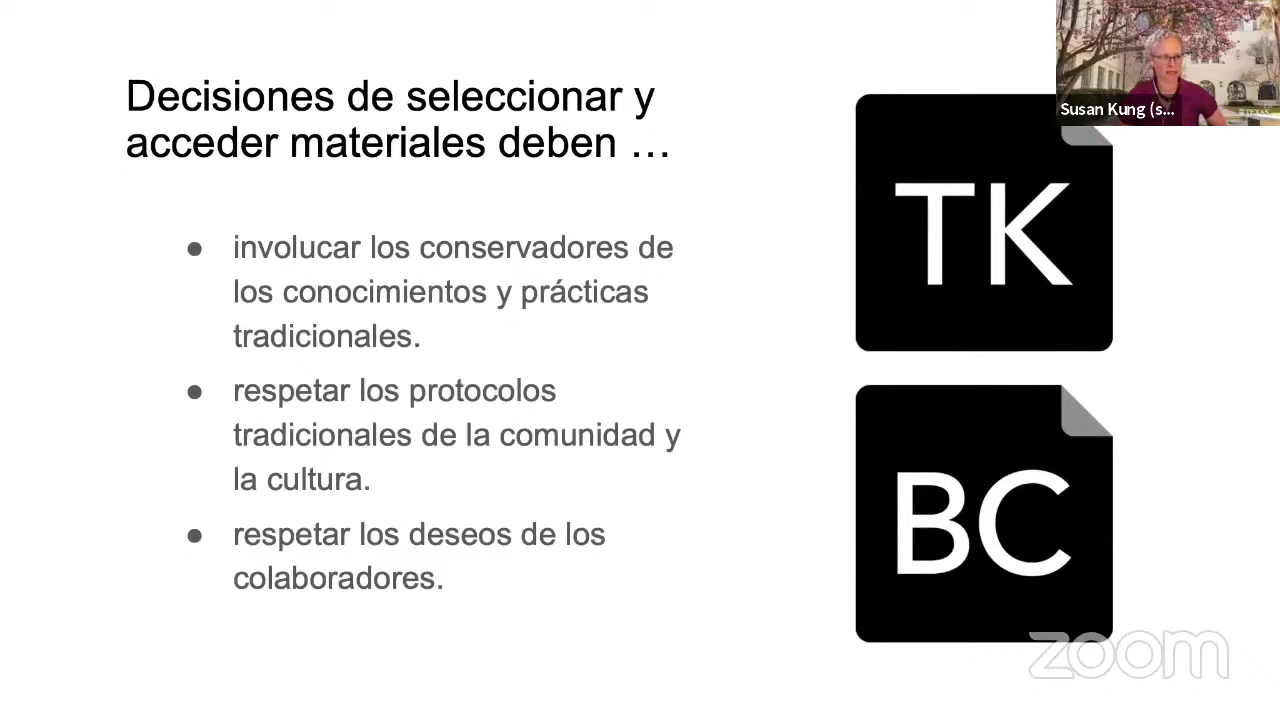 Decisiones de seleccionar y
acceder materiales deben …
● involucar los conservadores de
los conocimientos y prácticas
tradicionales.
● respetar los protocolos
tradicionales de la comunidad y
la cultura.
● respetar los deseos de los
colaboradores.
TK
BC
Susan Kung (s...
zoom